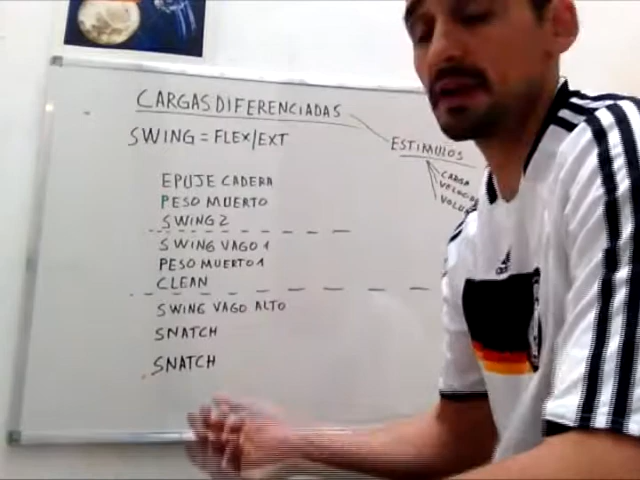 CARGAS DIFERENCIADAS
SWING = FLEX/EXT
ESTIMULOS
CARGA
EPUJE CADERA
PESO MUERTO
SWING 2
SWING VAGO 1
PESO MUERTO 1
CLEAN
SWING VAGO ALTO
SNATCH
SNATCH